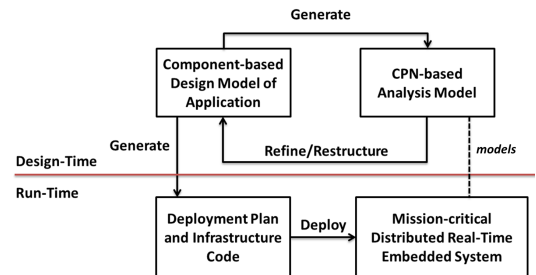 Generate
Component-based
Design Model of
Application
CPN-based
Analysis Model
Generate
Refine/Restructure
models
Design-Time
Run-Time
Deployment Plan
and Infrastructure
Code
Deploy
Mission-critical
Distributed Real-Time
Embedded System